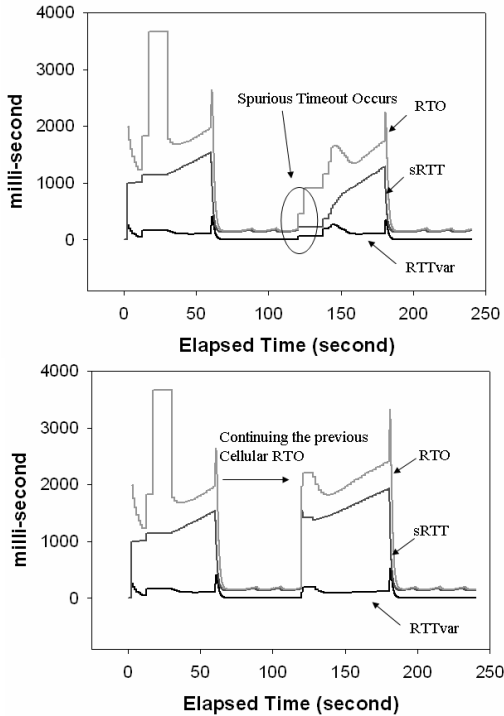 4000
3000
2000
1000
0
milli-second
Spurious Timeout Occurs
RTO
sRTT
RTTvar
0 50 100 150 200 250
Elapsed Time (second)
4000
3000
2000
1000
0
milli-second
Continuing the previous
Cellular RTO
RTO
sRTT
RTTvar
0 50 100 150 200 250
Elapsed Time (second)